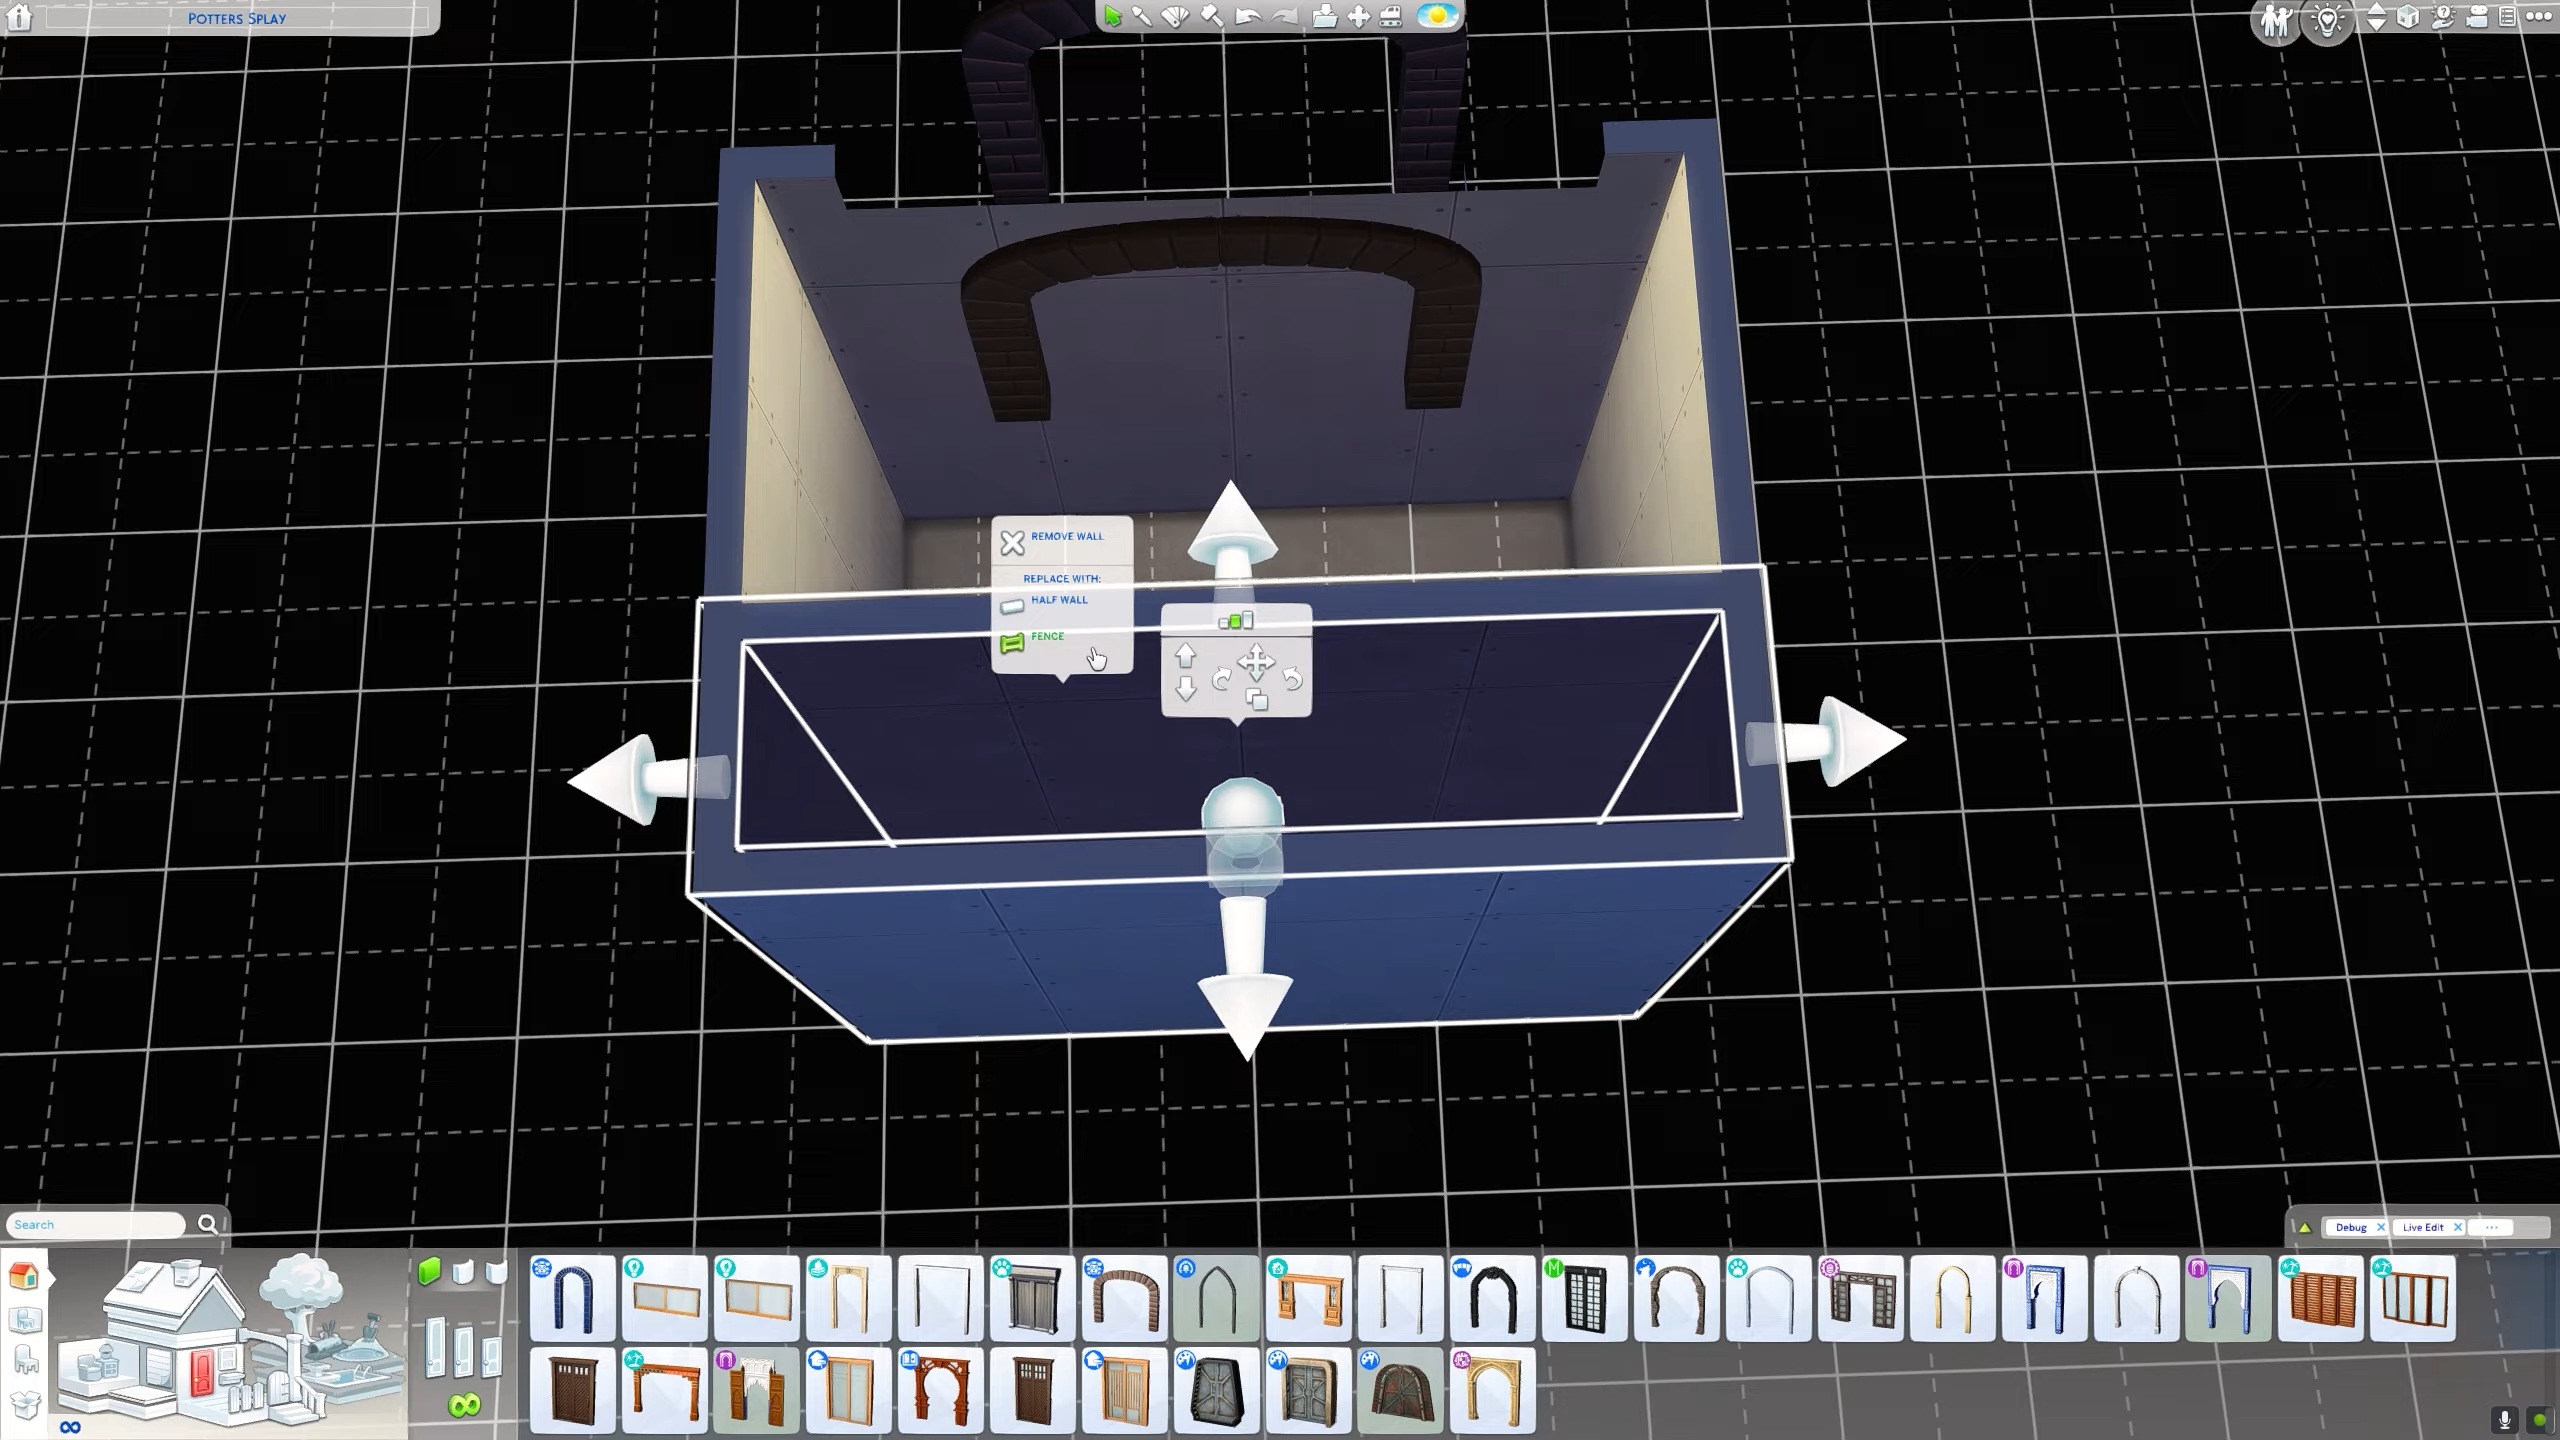 POTTERS SPLAY
REMOVE WALL
REPLACE WITH:
HALF WALL
FENCE
Search
Debug
Live Edit
...
M